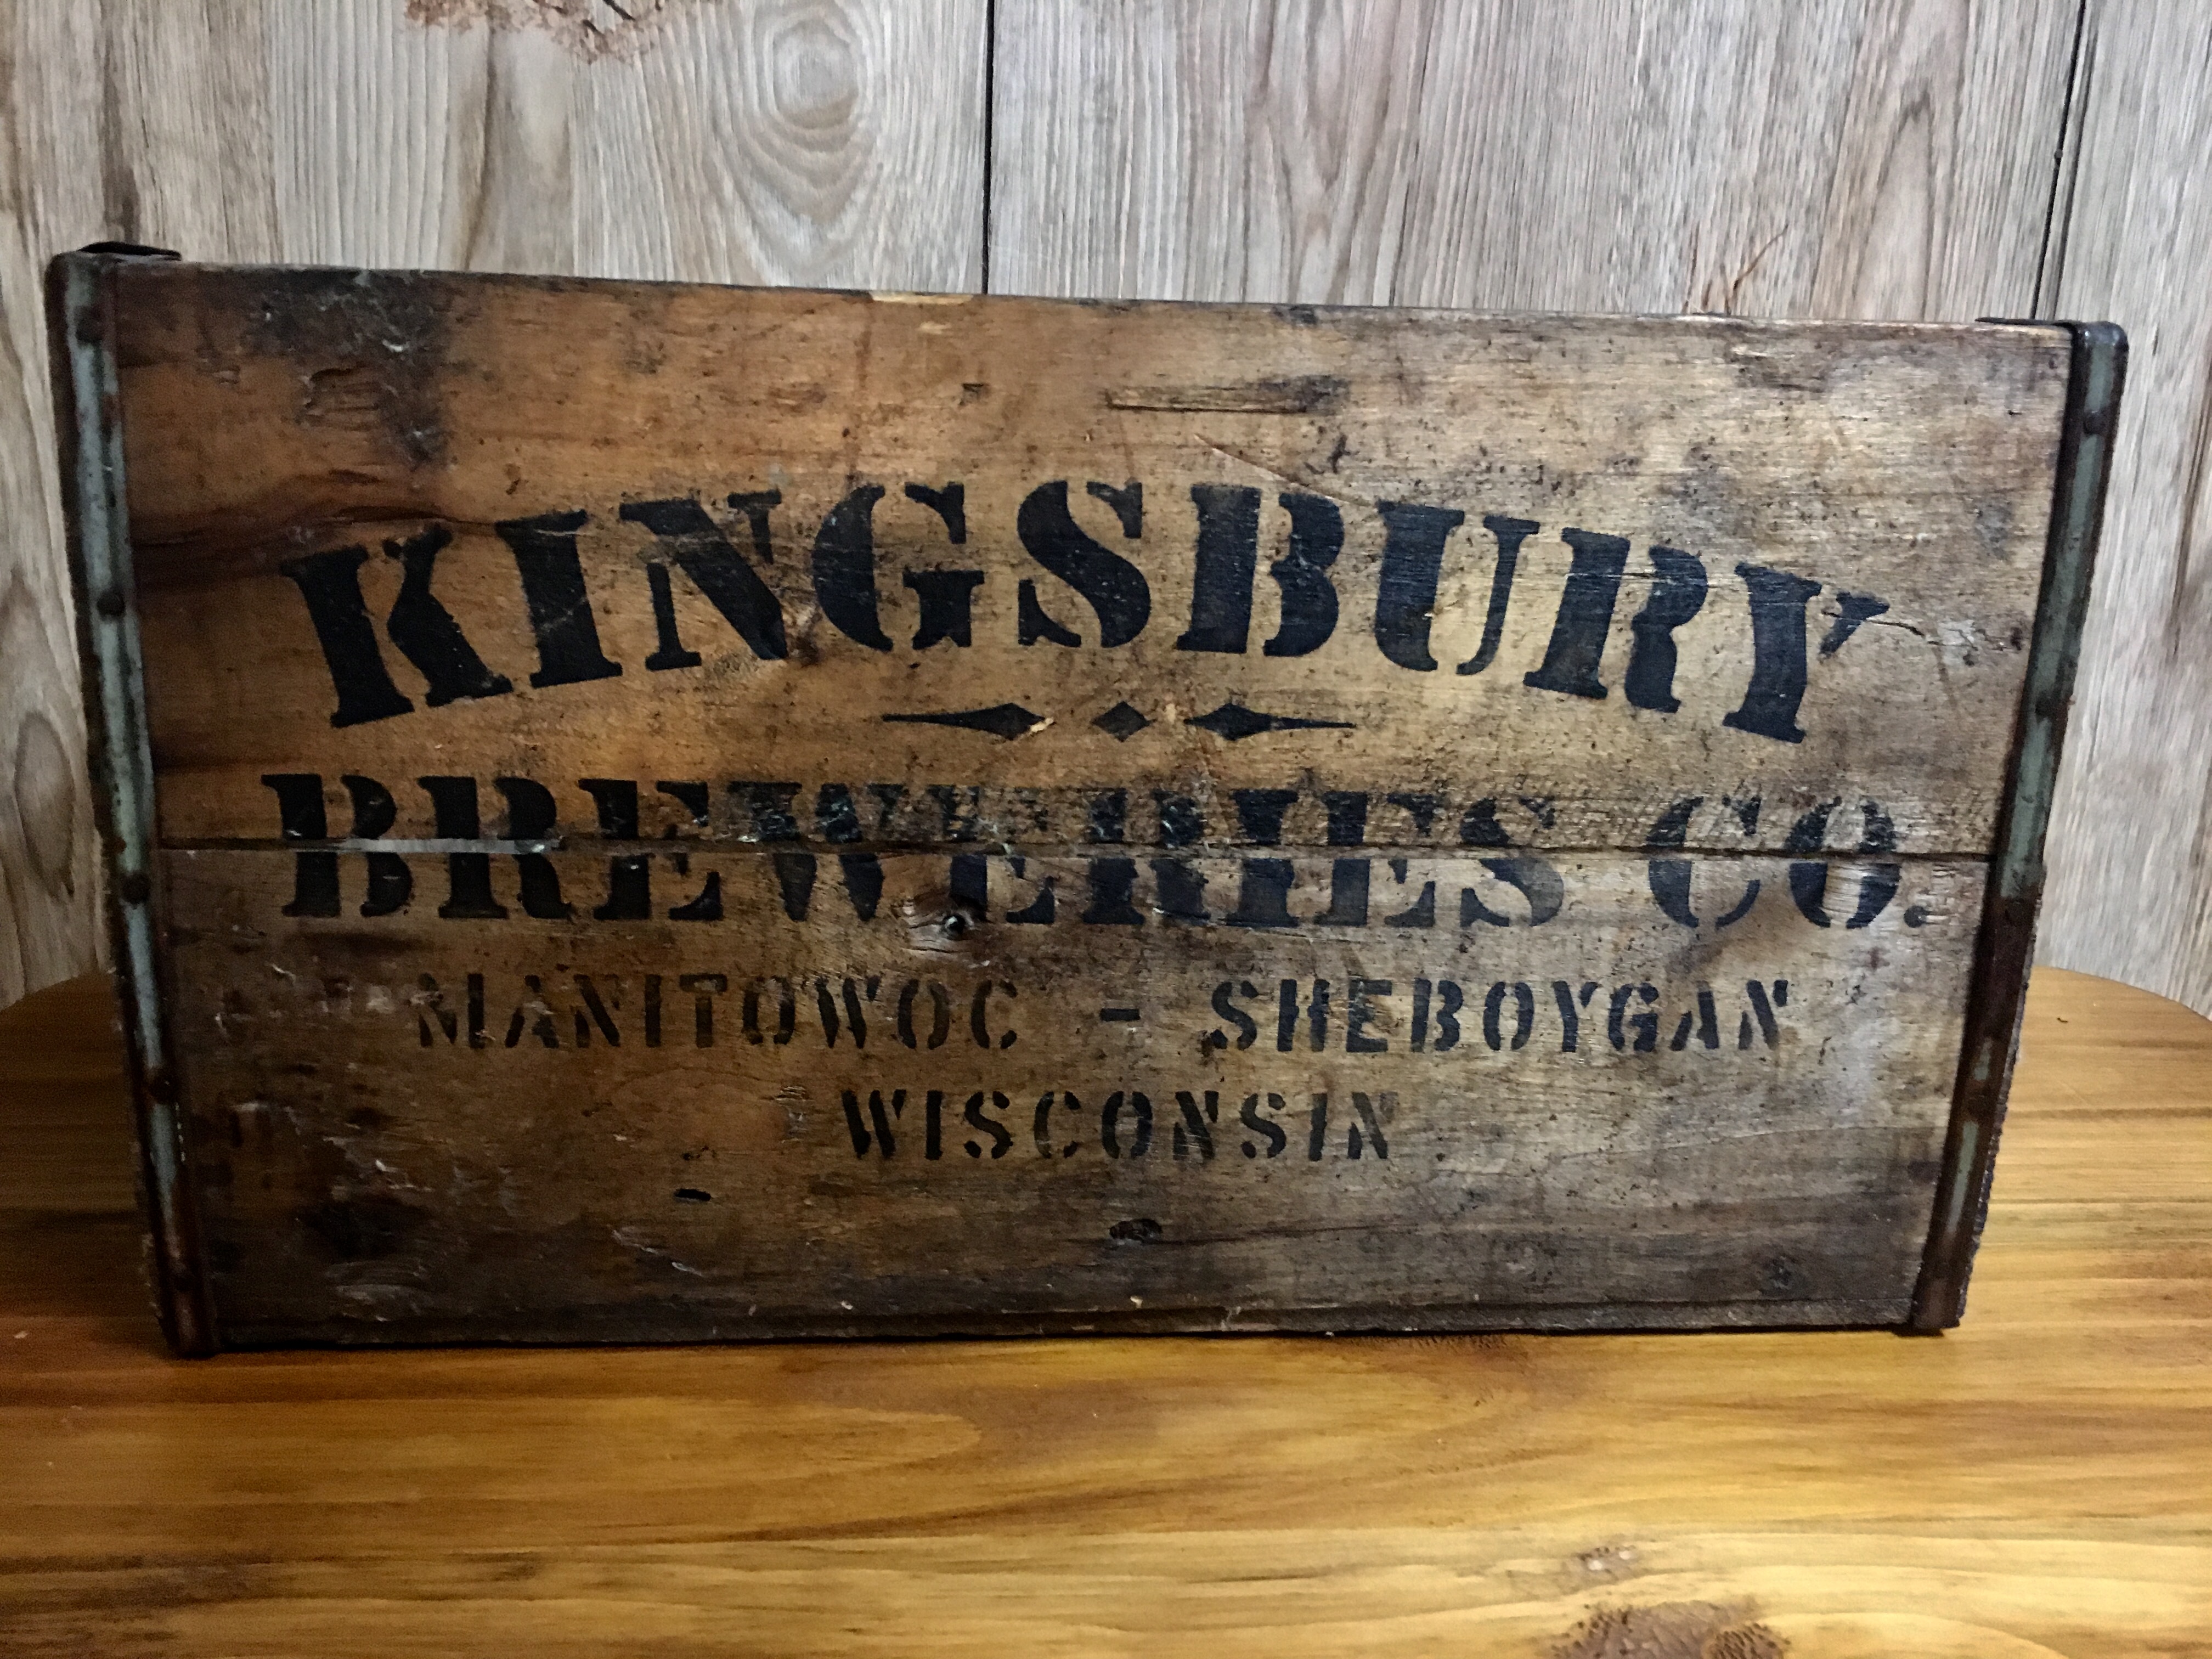 KINGSBURY
BREWERIES CO.
MANITOWOC - SHEBOYGAN
WISCONSIN